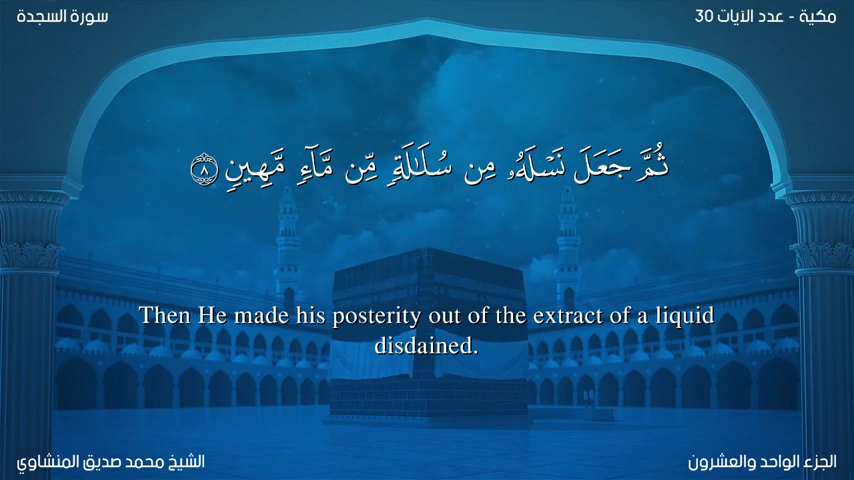 مكية - عدد الآيات 30
سورة السجدة
ثُمَّ جَعَلَ نَسْلَهُۥ مِن سُلَٰلَةٍ مِّن مَّآءٍ مَّهِينٍ ٨
Then He made his posterity out of the extract of a liquid
disdained.
الجزء الواحد والعشرون
الشيخ محمد صديق المنشاوي